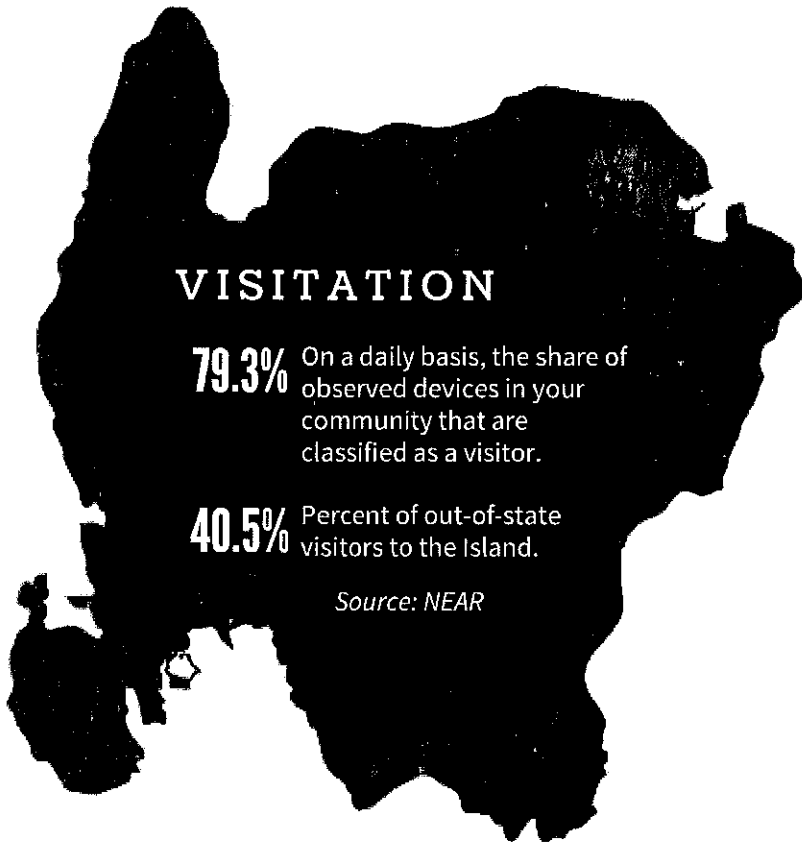 VISITATION
79.3% On a daily basis, the share of
observed devices in your
community that are
classified as a visitor.
40.5% Percent of out-of-state
visitors to the Island.
Source: NEAR